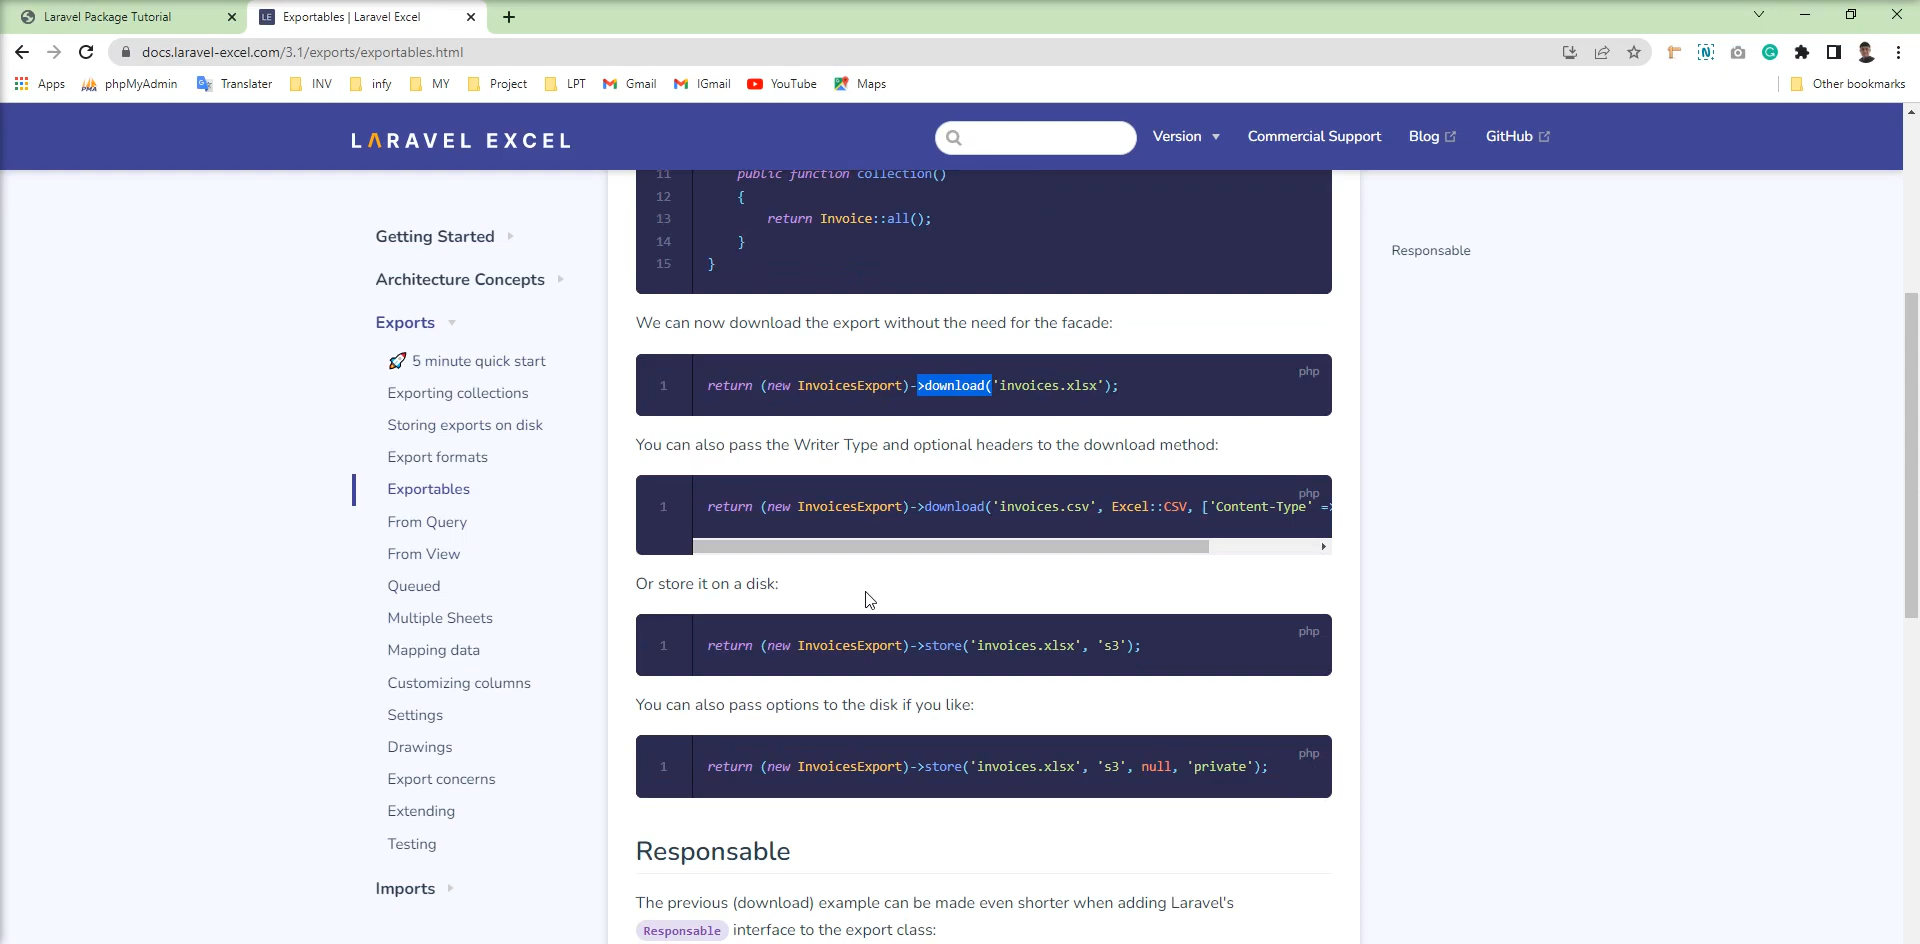 Laravel Package Tutorial
Exportables | Laravel Excel
docs.laravel-excel.com/3.1/exports/exportables.html
Apps phpMyAdmin Translater INV infy MY Project LPT Gmail IGmail YouTube Maps Other bookmarks
LARAVEL EXCEL
Version Commercial Support Blog GitHub
Getting Started
Architecture Concepts
Exports
🚀 5 minute quick start
Exporting collections
Storing exports on disk
Export formats
Exportables
From Query
From View
Queued
Multiple Sheets
Mapping data
Customizing columns
Settings
Drawings
Export concerns
Extending
Testing
Imports
11 public function collection()
12 {
13 return Invoice::all();
14 }
15 }
We can now download the export without the need for the facade:
php
1 return (new InvoicesExport)->download('invoices.xlsx');
You can also pass the Writer Type and optional headers to the download method:
php
1 return (new InvoicesExport)->download('invoices.csv', Excel::CSV, ['Content-Type' =>
Or store it on a disk:
php
1 return (new InvoicesExport)->store('invoices.xlsx', 's3');
You can also pass options to the disk if you like:
php
1 return (new InvoicesExport)->store('invoices.xlsx', 's3', null, 'private');
Responsable
The previous (download) example can be made even shorter when adding Laravel's
Responsable interface to the export class:
Responsable